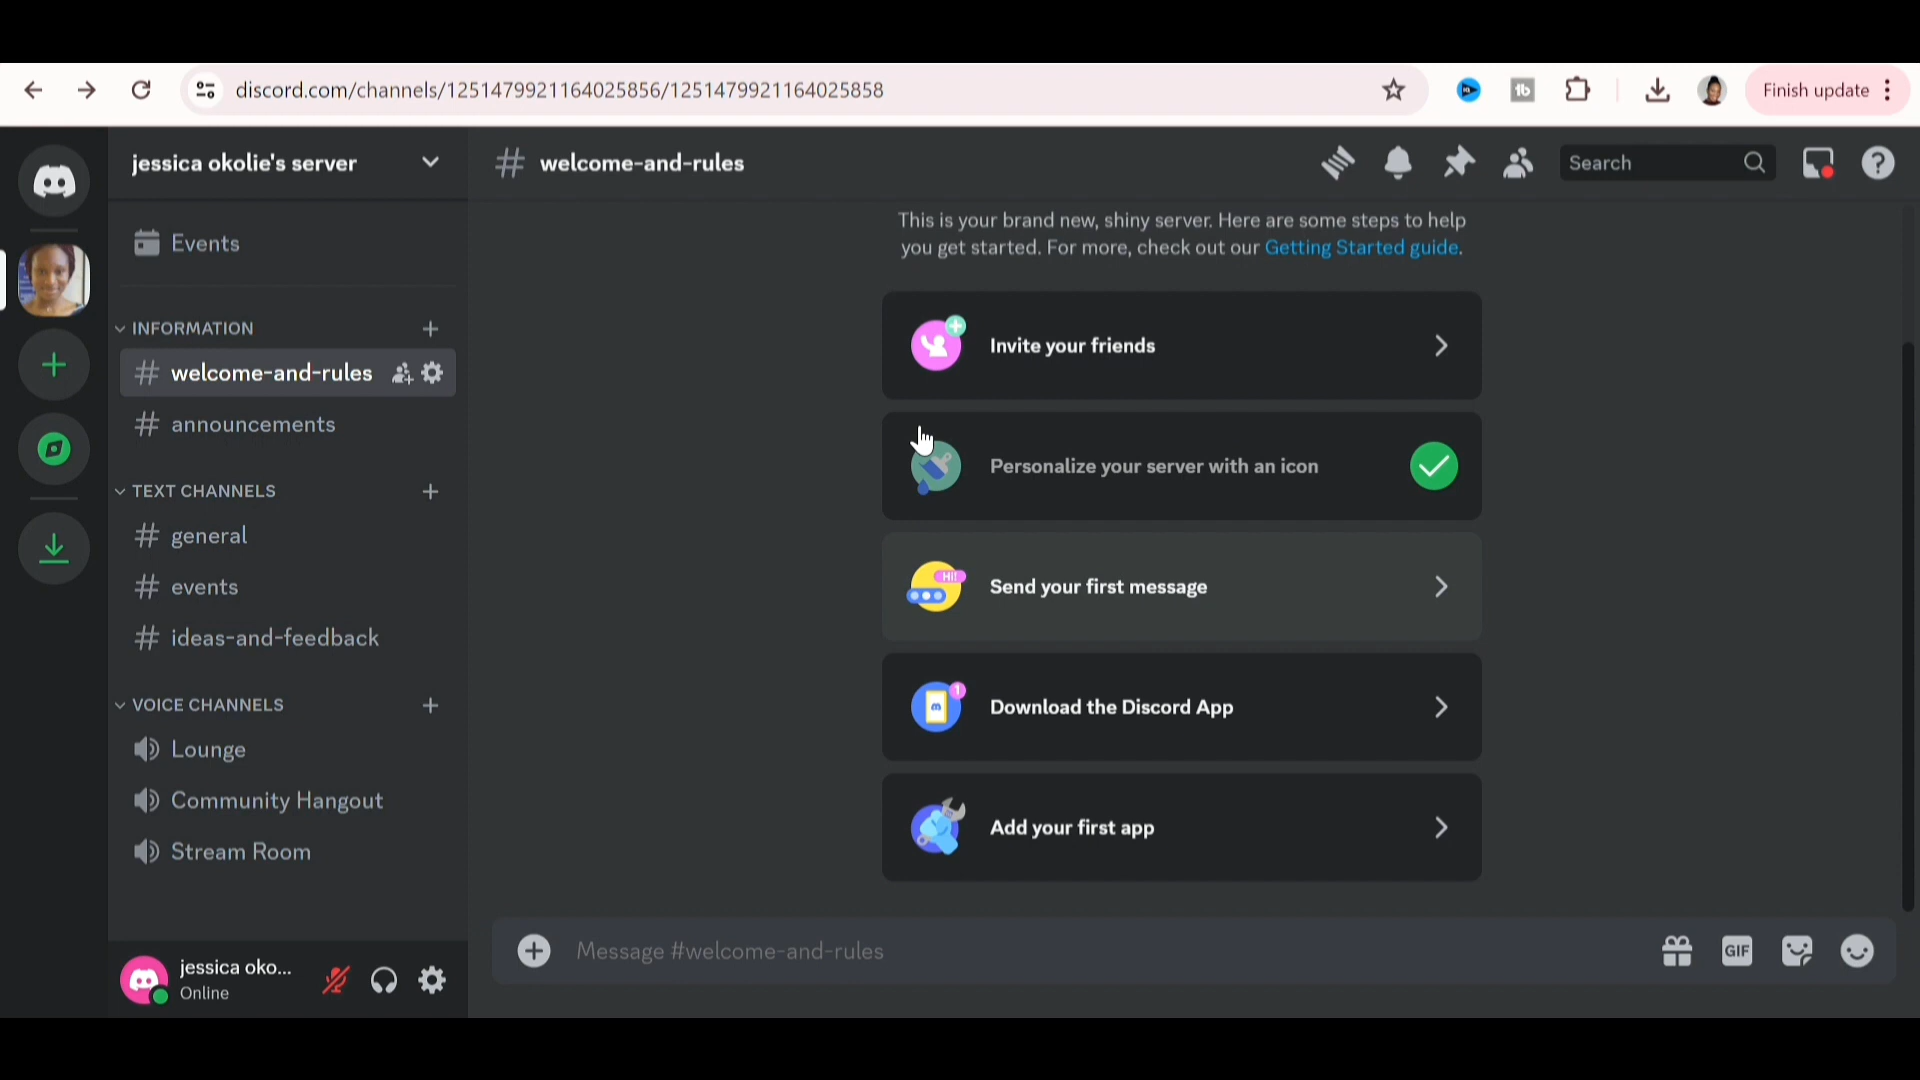 discord.com/channels/1251479921164025856/1251479921164025858
Finish update
jessica okolie's server
# welcome-and-rules
Search
Events
INFORMATION
# welcome-and-rules
# announcements
TEXT CHANNELS
# general
# events
# ideas-and-feedback
VOICE CHANNELS
Lounge
Community Hangout
Stream Room
jessica oko...
Online
This is your brand new, shiny server. Here are some steps to help
you get started. For more, check out our Getting Started guide.
Invite your friends
Personalize your server with an icon
Hi!
Send your first message
1
Download the Discord App
Add your first app
Message #welcome-and-rules
GIF